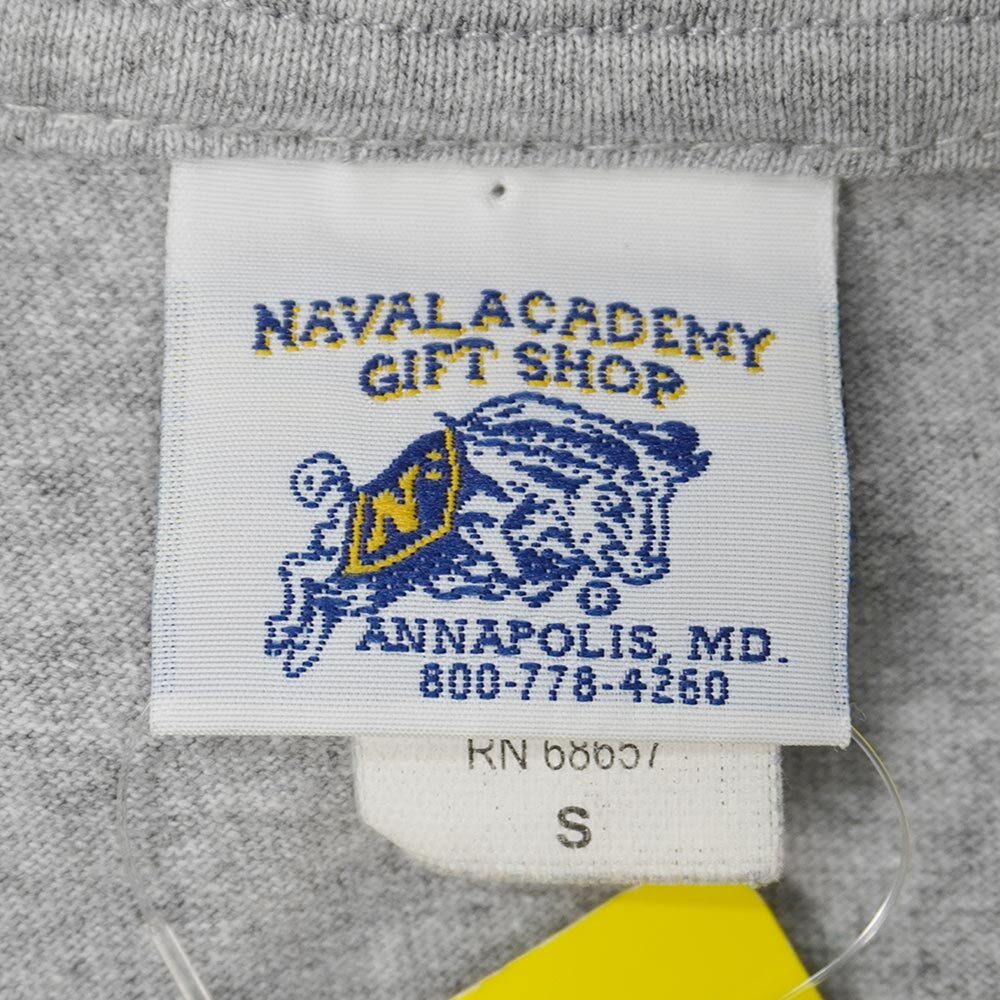 NAVAL ACADEMY
GIFT SHOP
N
ANNAPOLIS, MD.
800-778-4260
RN 68657
S